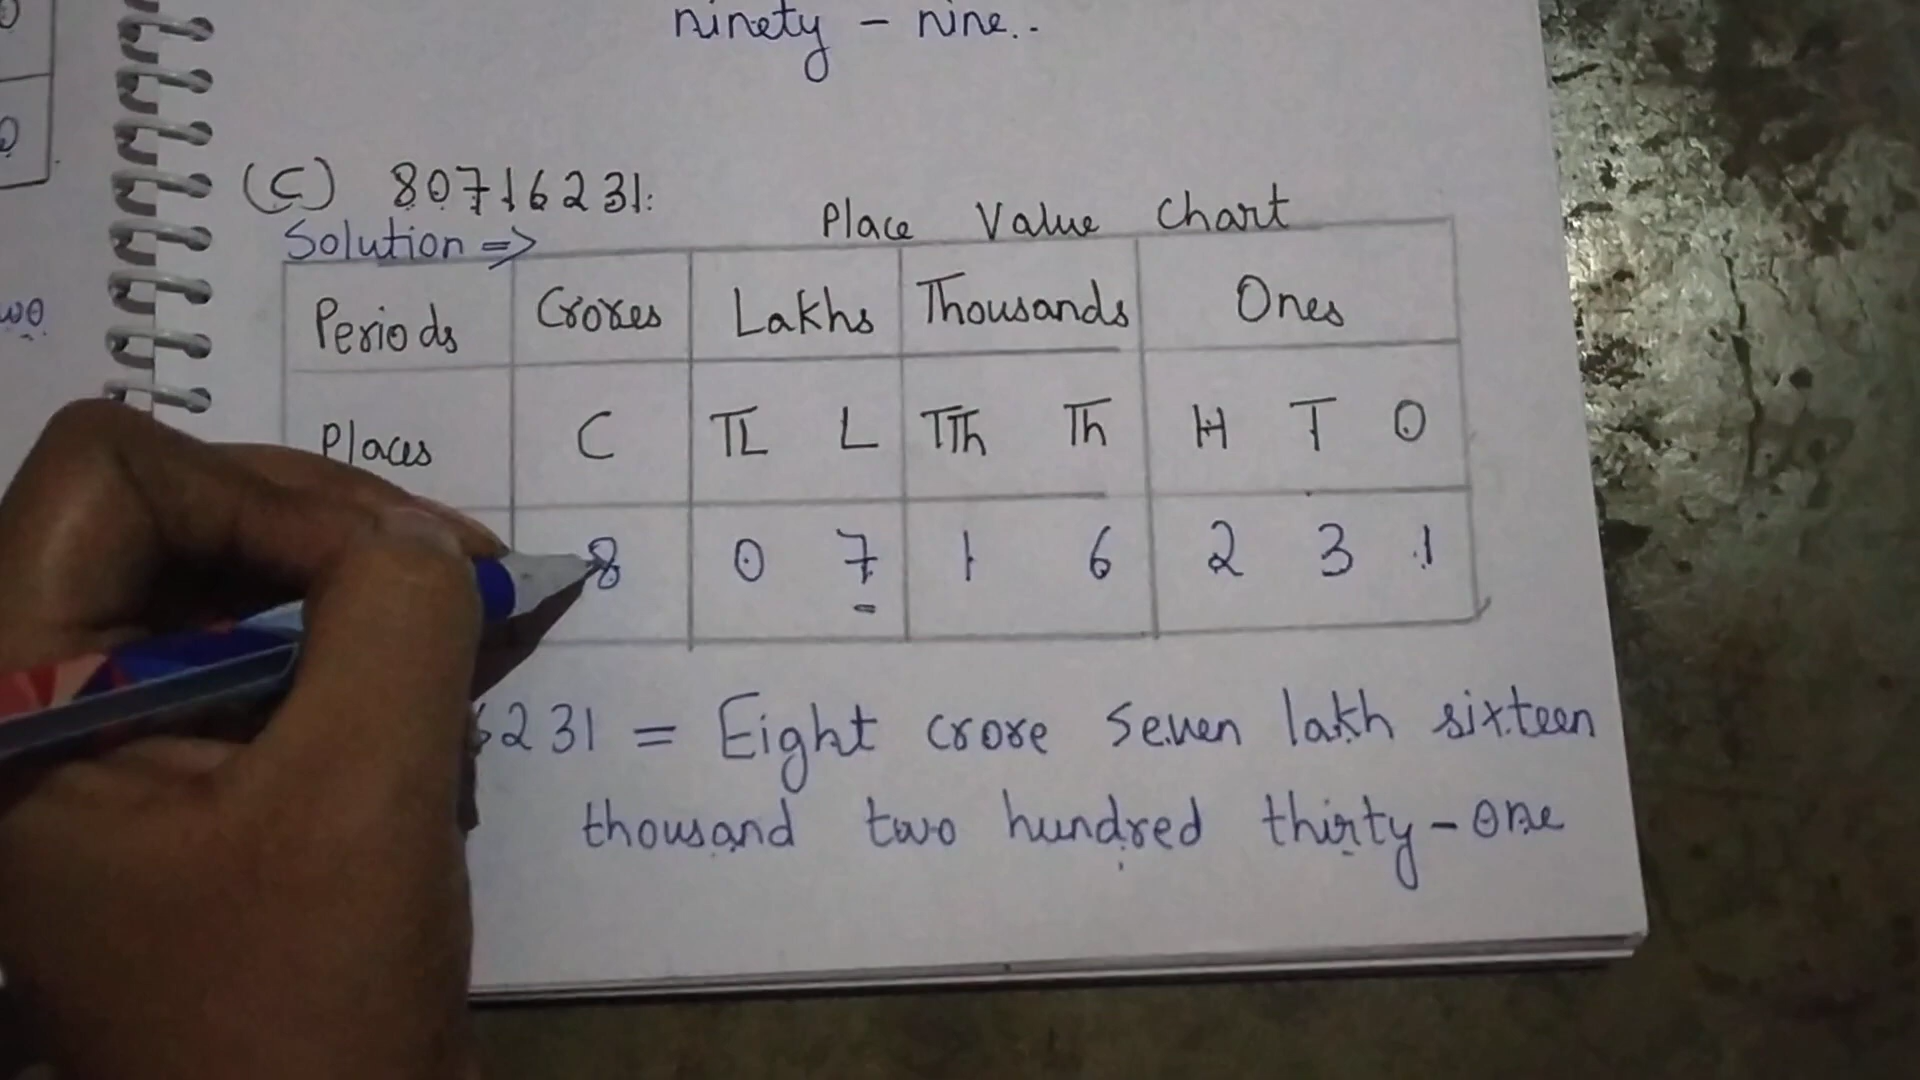 ninety - nine..
(C) 80716231:
Solution => Place Value Chart
Periods Crores Lakhs Thousands Ones
Places C TL L TTh Th H T O
8 0 7 1 6 2 3 1
6231 = Eight crore seven lakh sixteen
thousand two hundred thirty-one